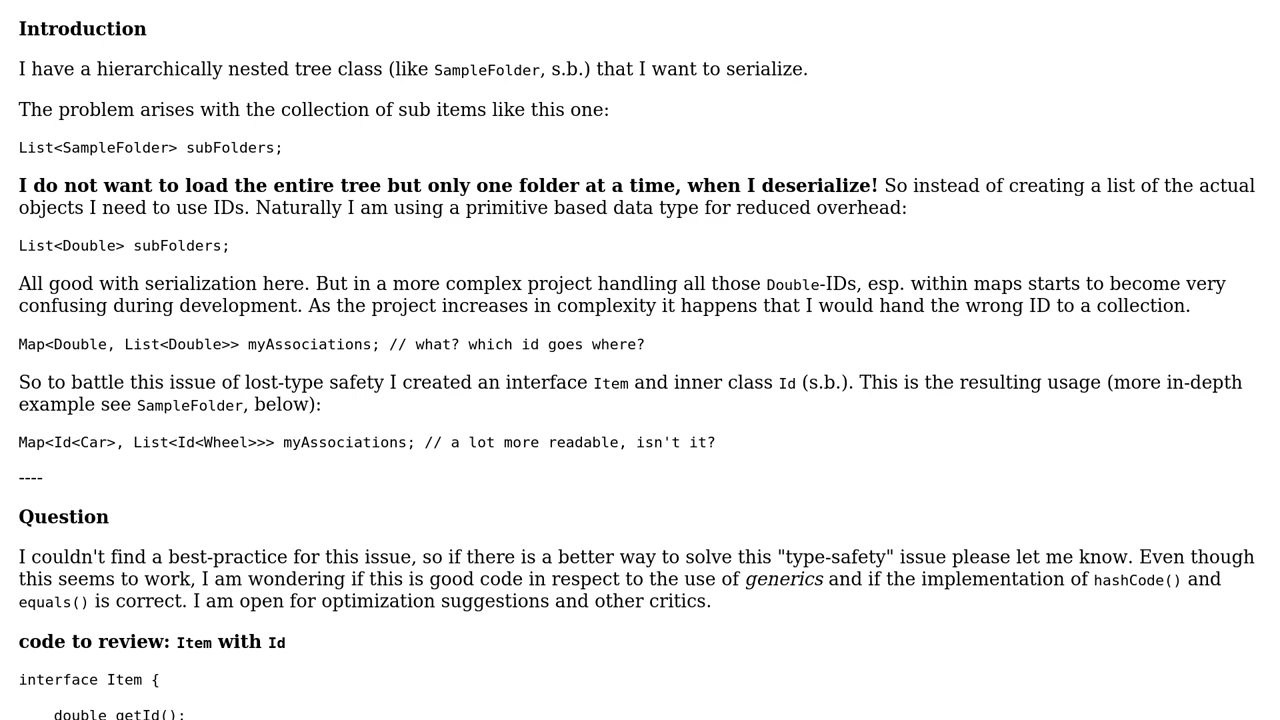 Introduction
I have a hierarchically nested tree class (like SampleFolder, s.b.) that I want to serialize.
The problem arises with the collection of sub items like this one:
List<SampleFolder> subFolders;
I do not want to load the entire tree but only one folder at a time, when I deserialize! So instead of creating a list of the actual
objects I need to use IDs. Naturally I am using a primitive based data type for reduced overhead:
List<Double> subFolders;
All good with serialization here. But in a more complex project handling all those Double-IDs, esp. within maps starts to become very
confusing during development. As the project increases in complexity it happens that I would hand the wrong ID to a collection.
Map<Double, List<Double>> myAssociations; // what? which id goes where?
So to battle this issue of lost-type safety I created an interface Item and inner class Id (s.b.). This is the resulting usage (more in-depth
example see SampleFolder, below):
Map<Id<Car>, List<Id<Wheel>>> myAssociations; // a lot more readable, isn't it?
----
Question
I couldn't find a best-practice for this issue, so if there is a better way to solve this "type-safety" issue please let me know. Even though
this seems to work, I am wondering if this is good code in respect to the use of generics and if the implementation of hashCode() and
equals() is correct. I am open for optimization suggestions and other critics.
code to review: Item with Id
interface Item {
double getId();